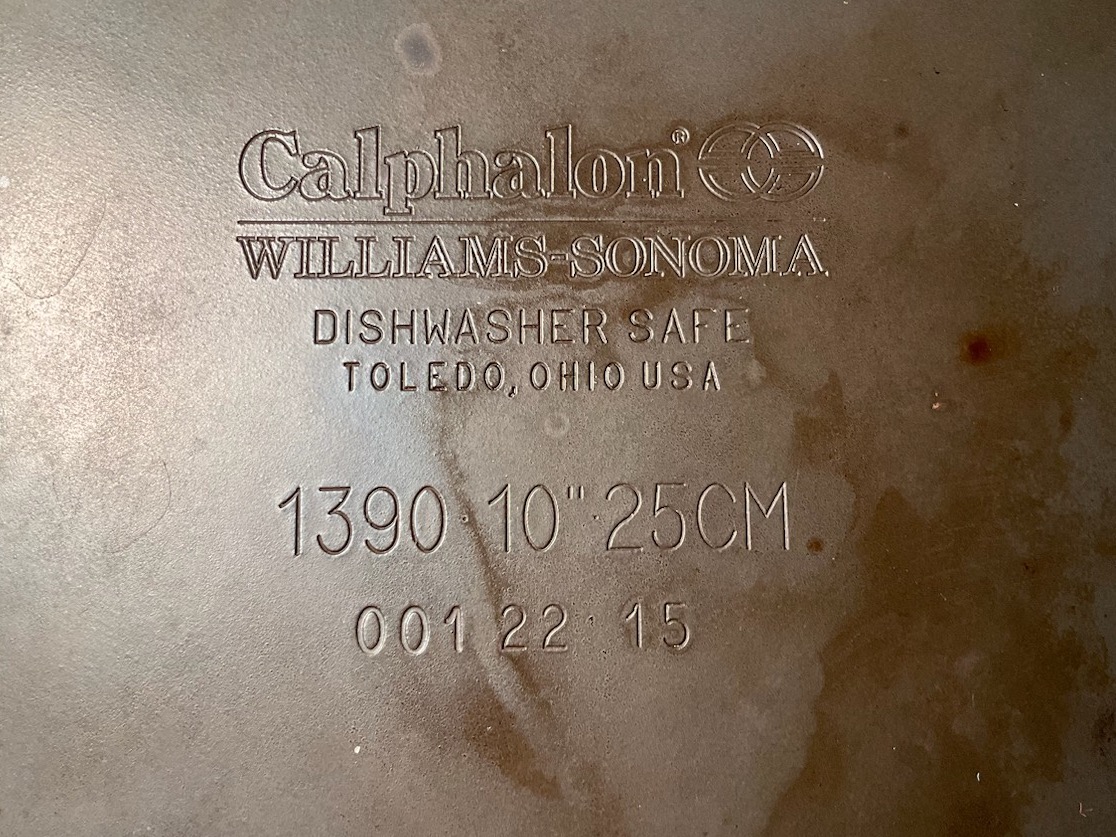 Calphalon®
WILLIAMS-SONOMA
DISHWASHER SAFE
TOLEDO, OHIO USA
1390 10" 25CM
001 22 15